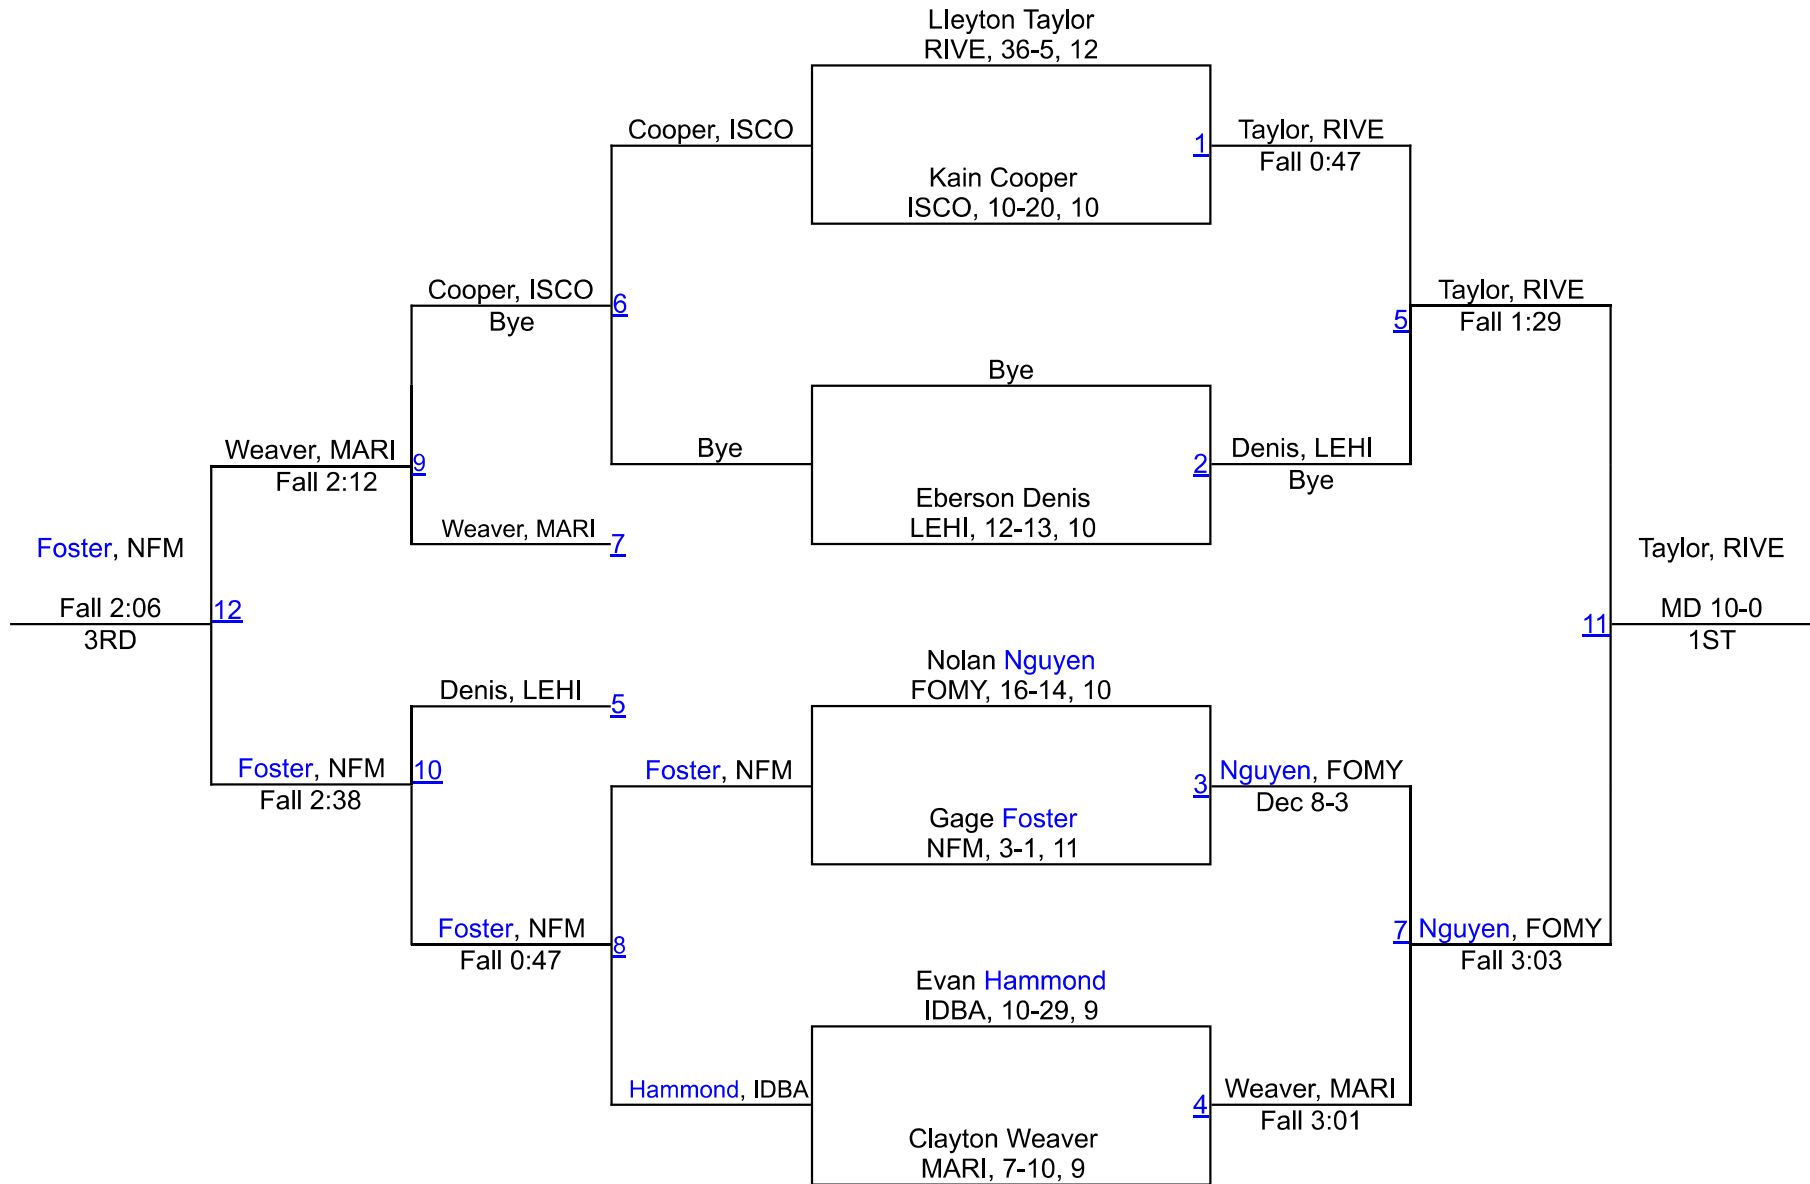 Lleyton Taylor
RIVE, 36-5, 12
Cooper, ISCO
1
Taylor, RIVE
Fall 0:47
Kain Cooper
ISCO, 10-20, 10
Cooper, ISCO
Bye
6
Taylor, RIVE
Fall 1:29
5
Bye
Weaver, MARI
Fall 2:12
9
Bye
2
Denis, LEHI
Bye
Eberson Denis
LEHI, 12-13, 10
Weaver, MARI
7
Foster, NFM
Fall 2:06
3RD
12
Taylor, RIVE
MD 10-0
1ST
11
Nolan Nguyen
FOMY, 16-14, 10
Denis, LEHI
5
Foster, NFM
Fall 2:38
10
Foster, NFM
3
Nguyen, FOMY
Dec 8-3
Gage Foster
NFM, 3-1, 11
Foster, NFM
Fall 0:47
8
7
Nguyen, FOMY
Fall 3:03
Evan Hammond
IDBA, 10-29, 9
Hammond, IDBA
4
Weaver, MARI
Fall 3:01
Clayton Weaver
MARI, 7-10, 9